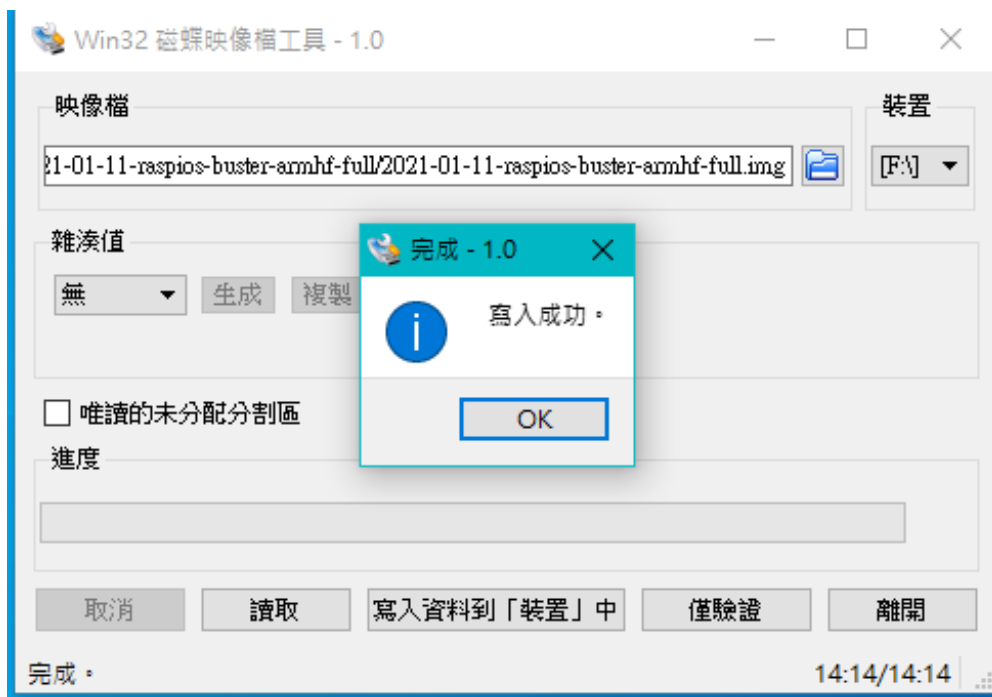 Win32 磁蝶映像檔工具 - 1.0
映像檔
21-01-11-raspios-buster-armhf-full/2021-01-11-raspios-buster-armhf-full.img
裝置
[F:\]
雜湊值
無
生成
複製
完成 - 1.0
寫入成功。
OK
唯讀的未分配分割區
進度
取消
讀取
寫入資料到「裝置」中
僅驗證
離開
完成。
14:14/14:14